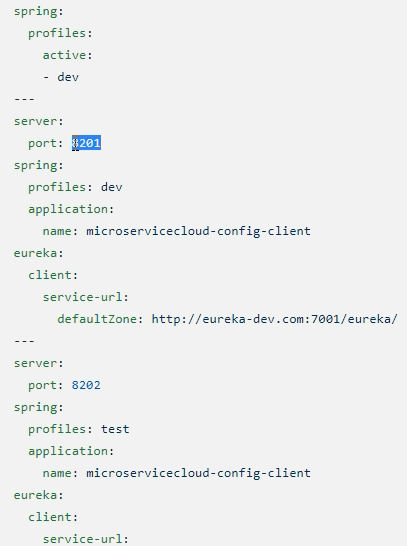 spring:
  profiles:
    active:
    - dev
---
server:
  port: 8201
spring:
  profiles: dev
  application:
    name: microservicecloud-config-client
eureka:
  client:
    service-url:
      defaultZone: http://eureka-dev.com:7001/eureka/
---
server:
  port: 8202
spring:
  profiles: test
  application:
    name: microservicecloud-config-client
eureka:
  client:
    service-url: